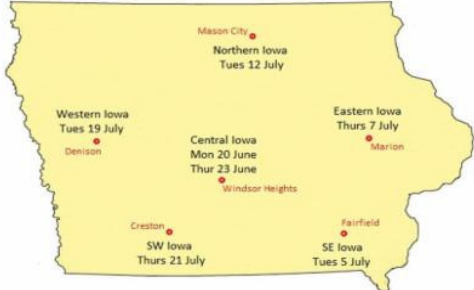 Mason City
Northern Iowa
Tues 12 July
Western Iowa
Tues 19 July
Denison
Central Iowa
Mon 20 June
Thur 23 June
Windsor Heights
Eastern Iowa
Thurs 7 July
Marion
Creston
SW Iowa
Thurs 21 July
Fairfield
SE Iowa
Tues 5 July